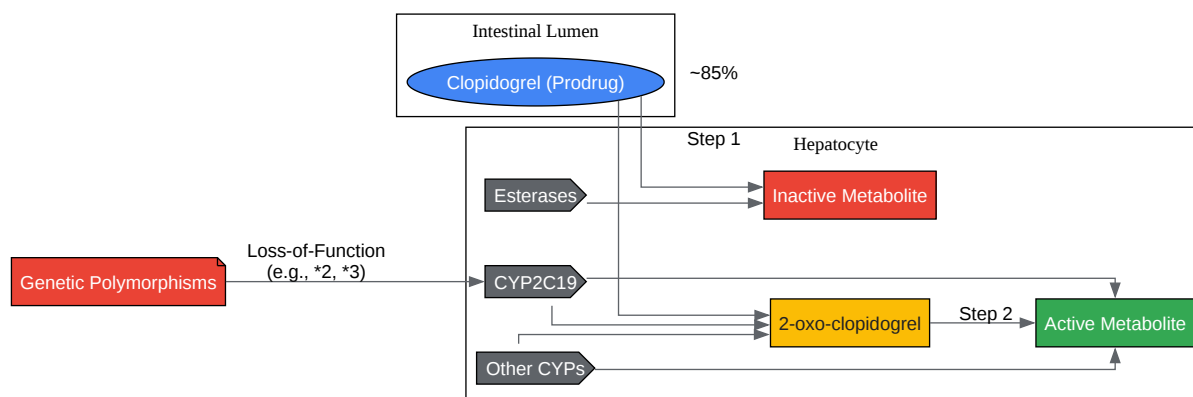 Intestinal Lumen
Clopidogrel (Prodrug)
~85%
Step 1
Hepatocyte
Esterases
Inactive Metabolite
Loss-of-Function
(e.g., *2, *3)
Genetic Polymorphisms
CYP2C19
2-oxo-clopidogrel
Step 2
Active Metabolite
Other CYPs